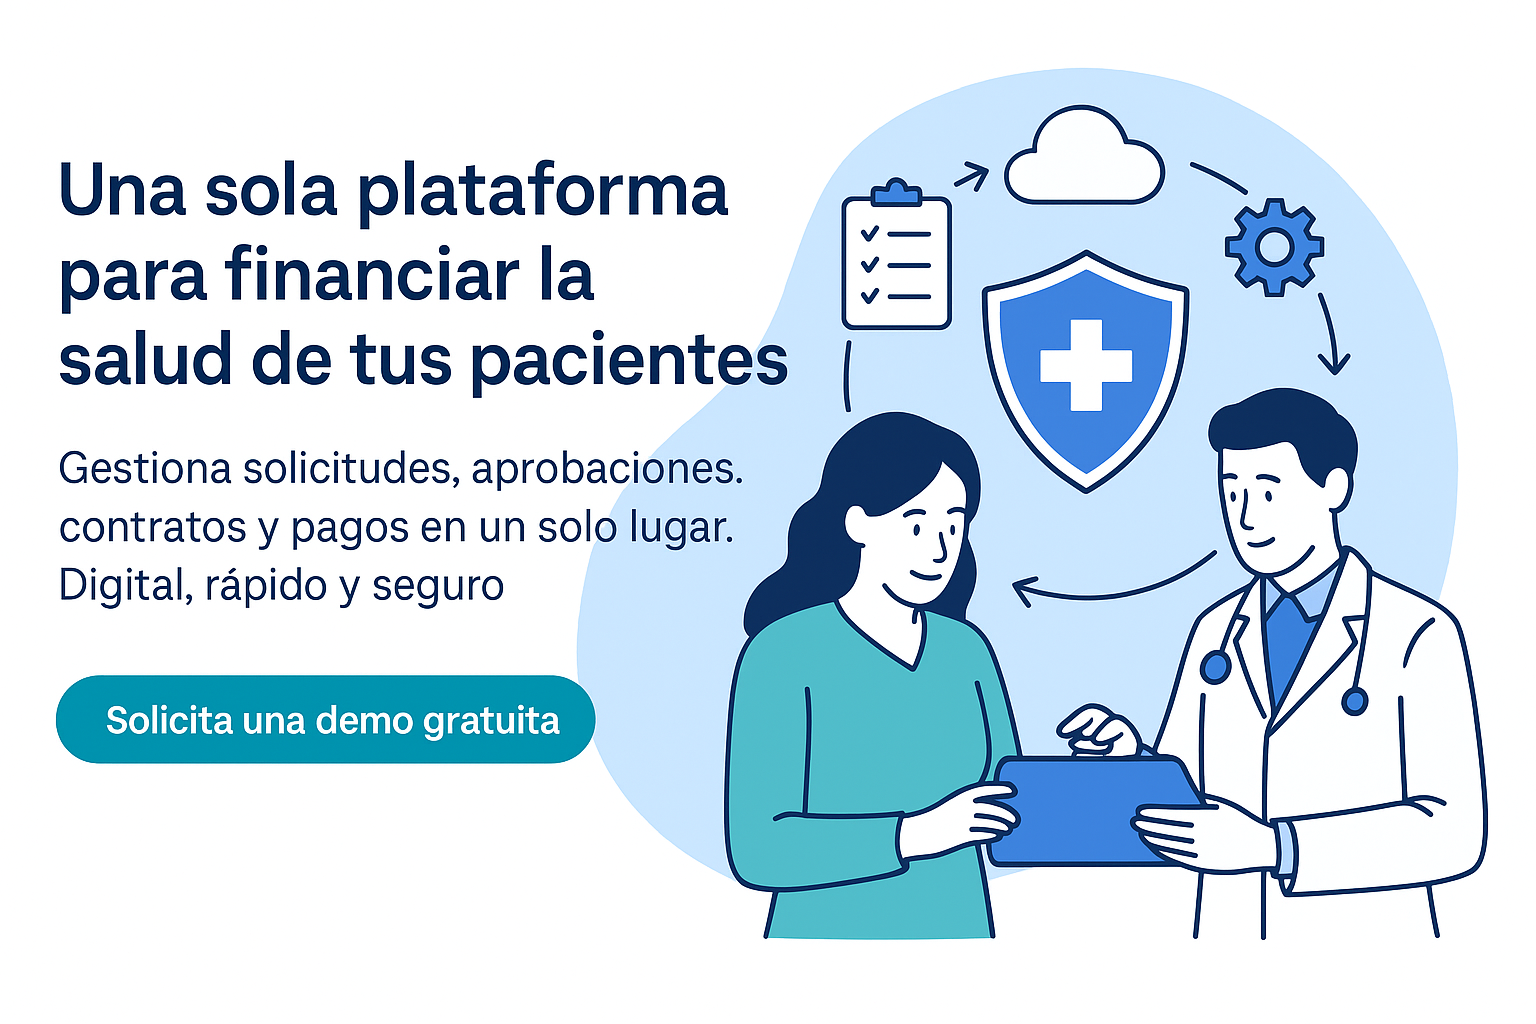 Una sola plataforma
para financiar la
salud de tus pacientes
Gestiona solicitudes, aprobaciones.
contratos y pagos en un solo lugar.
Digital, rápido y seguro
Solicita una demo gratuita